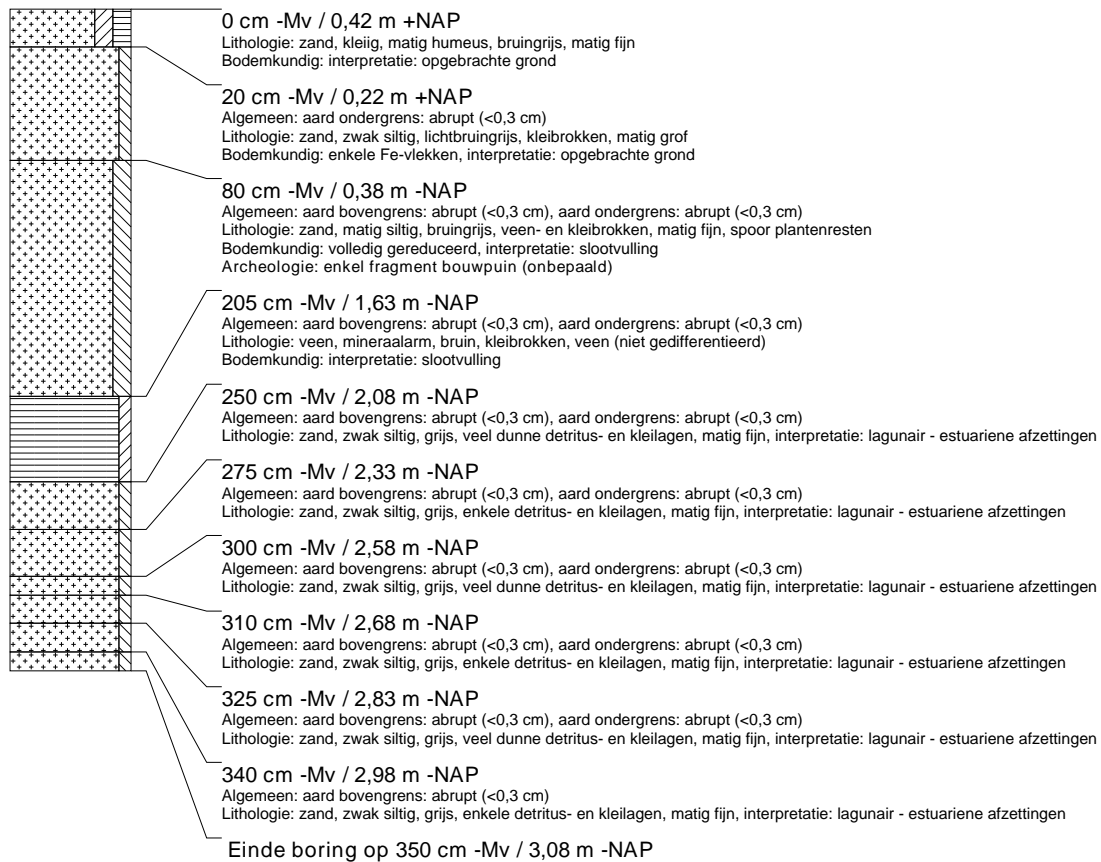 0 cm -Mv / 0,42 m +NAP
Lithologie: zand, kleiig, matig humeus, bruingrijs, matig fijn
Bodemkundig: interpretatie: opgebrachte grond
20 cm -Mv / 0,22 m +NAP
Algemeen: aard ondergrens: abrupt (<0,3 cm)
Lithologie: zand, zwak siltig, lichtbruingrijs, kleibrokken, matig grof
Bodemkundig: enkele Fe-vlekken, interpretatie: opgebrachte grond
80 cm -Mv / 0,38 m -NAP
Algemeen: aard bovengrens: abrupt (<0,3 cm), aard ondergrens: abrupt (<0,3 cm)
Lithologie: zand, matig siltig, bruingrijs, veen- en kleibrokken, matig fijn, spoor plantenresten
Bodemkundig: volledig gereduceerd, interpretatie: slootvulling
Archeologie: enkel fragment bouwpuin (onbepaald)
205 cm -Mv / 1,63 m -NAP
Algemeen: aard bovengrens: abrupt (<0,3 cm), aard ondergrens: abrupt (<0,3 cm)
Lithologie: veen, mineraalarm, bruin, kleibrokken, veen (niet gedifferentieerd)
Bodemkundig: interpretatie: slootvulling
250 cm -Mv / 2,08 m -NAP
Algemeen: aard bovengrens: abrupt (<0,3 cm), aard ondergrens: abrupt (<0,3 cm)
Lithologie: zand, zwak siltig, grijs, veel dunne detritus- en kleilagen, matig fijn, interpretatie: lagunair - estuariene afzettingen
275 cm -Mv / 2,33 m -NAP
Algemeen: aard bovengrens: abrupt (<0,3 cm), aard ondergrens: abrupt (<0,3 cm)
Lithologie: zand, zwak siltig, grijs, enkele detritus- en kleilagen, matig fijn, interpretatie: lagunair - estuariene afzettingen
300 cm -Mv / 2,58 m -NAP
Algemeen: aard bovengrens: abrupt (<0,3 cm), aard ondergrens: abrupt (<0,3 cm)
Lithologie: zand, zwak siltig, grijs, veel dunne detritus- en kleilagen, matig fijn, interpretatie: lagunair - estuariene afzettingen
310 cm -Mv / 2,68 m -NAP
Algemeen: aard bovengrens: abrupt (<0,3 cm), aard ondergrens: abrupt (<0,3 cm)
Lithologie: zand, zwak siltig, grijs, enkele detritus- en kleilagen, matig fijn, interpretatie: lagunair - estuariene afzettingen
325 cm -Mv / 2,83 m -NAP
Algemeen: aard bovengrens: abrupt (<0,3 cm), aard ondergrens: abrupt (<0,3 cm)
Lithologie: zand, zwak siltig, grijs, veel dunne detritus- en kleilagen, matig fijn, interpretatie: lagunair - estuariene afzettingen
340 cm -Mv / 2,98 m -NAP
Algemeen: aard bovengrens: abrupt (<0,3 cm)
Lithologie: zand, zwak siltig, grijs, enkele detritus- en kleilagen, matig fijn, interpretatie: lagunair - estuariene afzettingen
Einde boring op 350 cm -Mv / 3,08 m -NAP